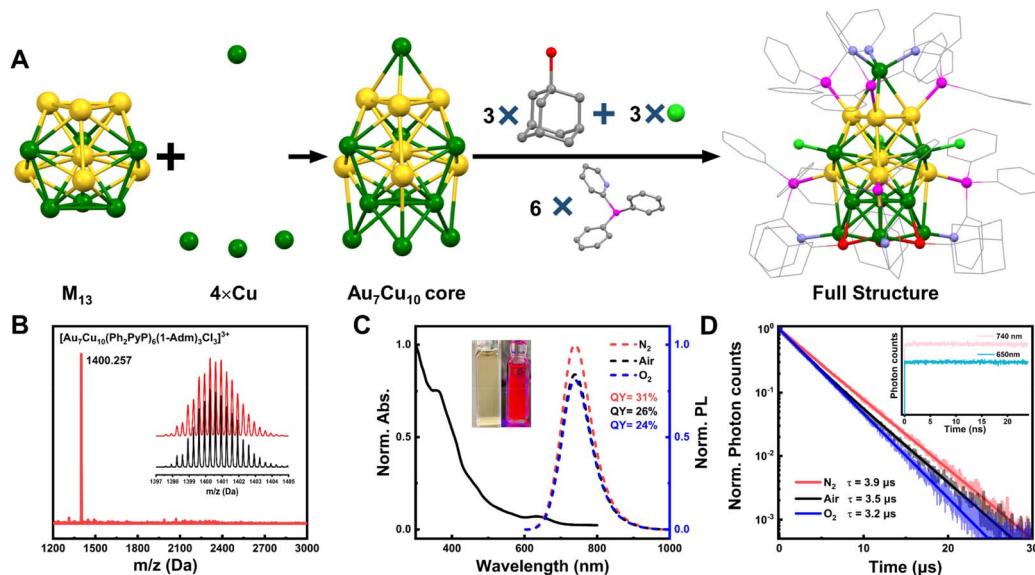 A
3×
+
3×
6 ×
+
M₁₃
4×Cu
Au₇Cu₁₀ core
Full Structure
B
[Au₇Cu₁₀(Ph₂PyP)₆(1-Adm)₃Cl₃]³⁺
1400.257
1397 1398 1399 1400 1401 1402 1403 1404 1405
m/z (Da)
1200 1500 1800 2100 2400 2700 3000
m/z (Da)
C
Norm. Abs.
1.0
0.5
0.0
N₂
Air
O₂
QY= 31%
QY= 26%
QY= 24%
1.0
0.5
0.0
Norm. PL
400 600 800 1000
Wavelength (nm)
D
Norm. Photon counts
10⁰
10⁻¹
10⁻²
10⁻³
Photon counts
740 nm
650nm
0 5 10 15 20
Time (ns)
N₂ τ = 3.9 μs
Air τ = 3.5 μs
O₂ τ = 3.2 μs
0 10 20 30
Time (μs)